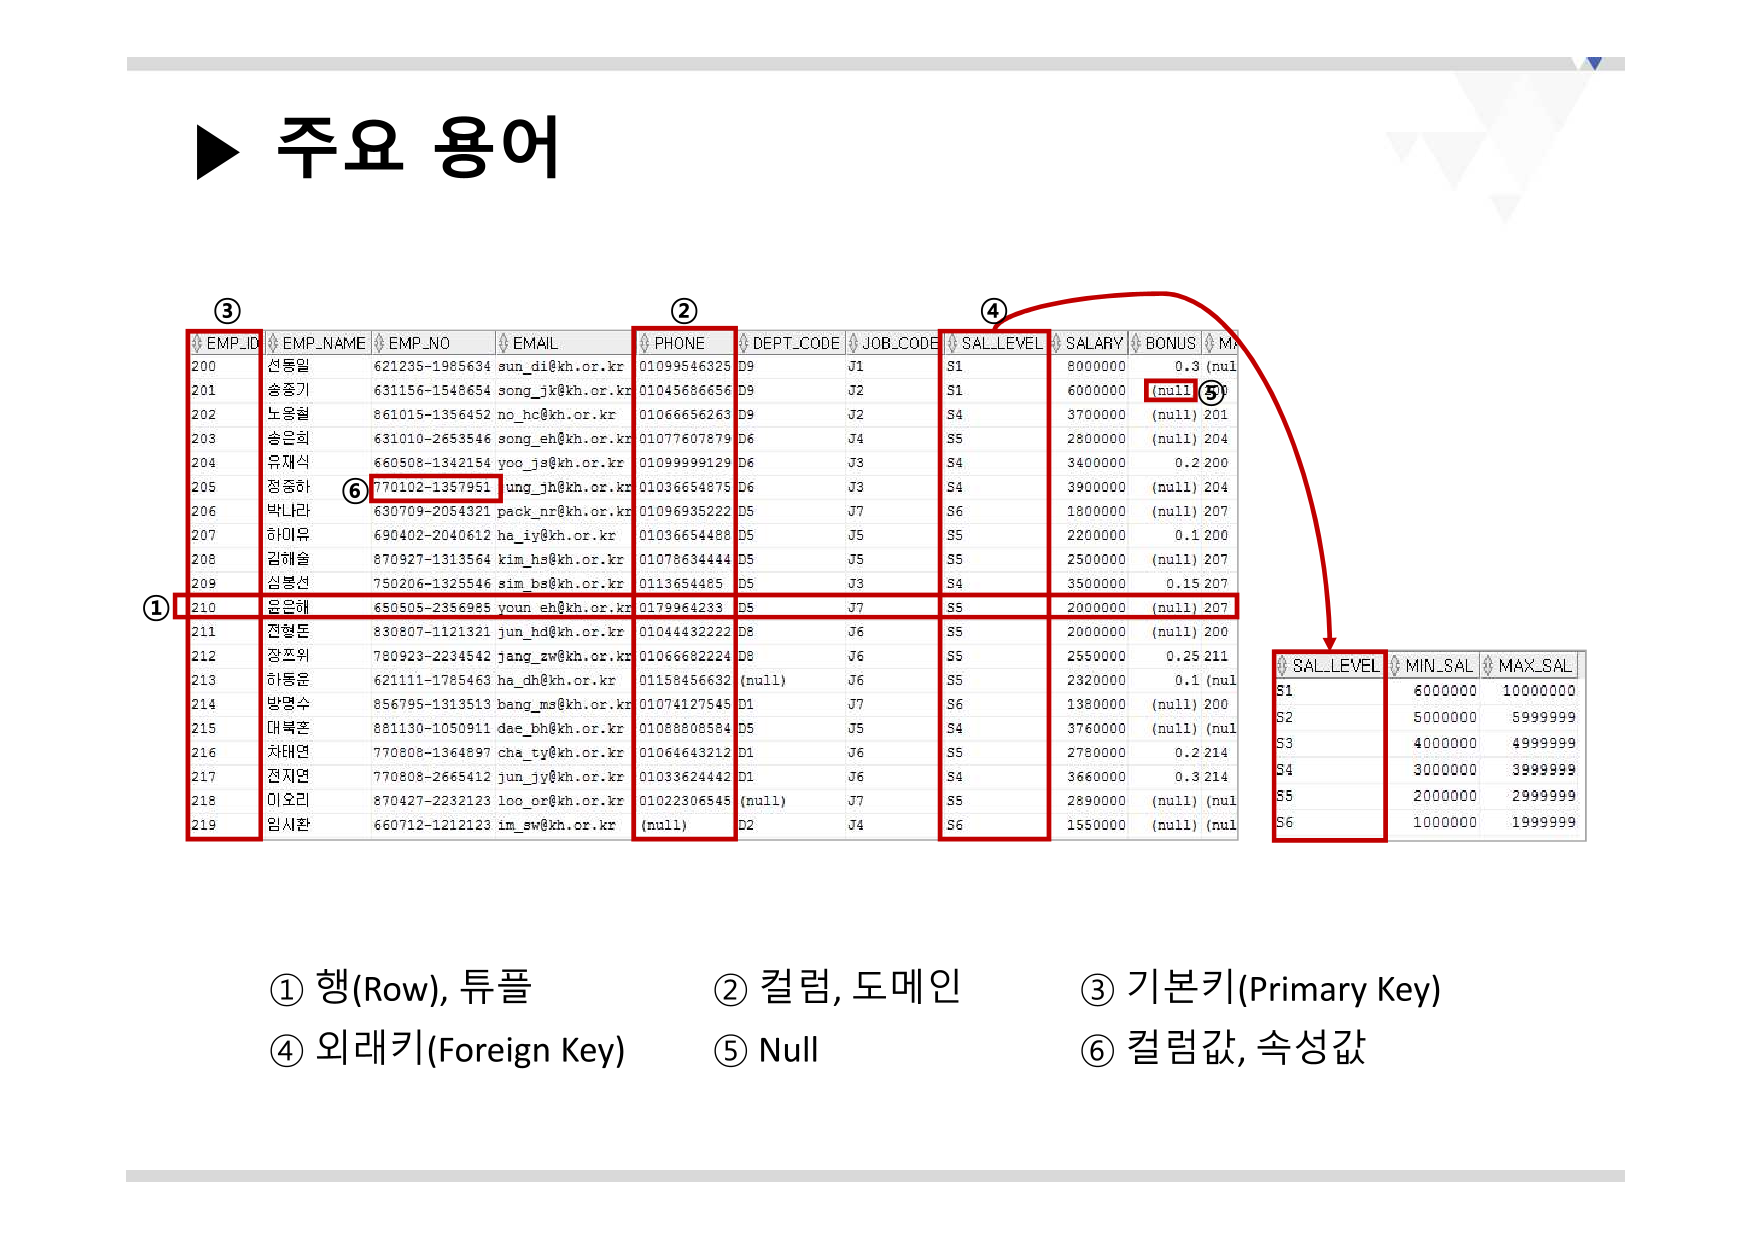 ▶ 주요 용어
③ ② ④
EMP_ID EMP_NAME EMP_NO EMAIL PHONE DEPT_CODE JOB_CODE SAL_LEVEL SALARY BONUS
200 선동일 621235-1985634 sun_di@kh.or.kr 01099546325 D9 J1 S1 8000000 0.3 (nul
201 송종기 631156-1548654 song_jk@kh.or.kr 01045686656 D9 J2 S1 6000000 (null) ⑤
202 노옹철 861015-1356452 no_hc@kh.or.kr 01066656263 D9 J2 S4 3700000 (null) 201
203 송은희 631010-2653546 song_eh@kh.or.kr 01077607879 D6 J4 S5 2800000 (null) 204
204 유재식 660508-1342154 yoo_js@kh.or.kr 01099999129 D6 J3 S4 3400000 0.2 200
205 정중하 ⑥ 770102-1357951 jung_jh@kh.or.kr 01036654875 D6 J3 S4 3900000 (null) 204
206 박나라 630709-2054321 pack_nr@kh.or.kr 01096935222 D5 J7 S6 1800000 (null) 207
207 하이유 690402-2040612 ha_iy@kh.or.kr 01036654488 D5 J5 S5 2200000 0.1 200
208 김해술 870927-1313564 kim_hs@kh.or.kr 01078634444 D5 J5 S5 2500000 (null) 207
209 심봉선 750206-1325546 sim_bs@kh.or.kr 0113654485 D5 J3 S4 3500000 0.15 207
① 210 윤은해 650505-2356985 youn_eh@kh.or.kr 0179964233 D5 J7 S5 2000000 (null) 207
211 전형돈 830807-1121321 jun_hd@kh.or.kr 01044432222 D8 J6 S5 2000000 (null) 200
212 장쯔위 780923-2234542 jang_zw@kh.or.kr 01066682224 D8 J6 S5 2550000 0.25 211
213 하동운 621111-1785463 ha_dh@kh.or.kr 01158456632 (null) J6 S5 2320000 0.1 (nul
214 방명수 856795-1313513 bang_ms@kh.or.kr 01074127545 D1 J7 S6 1380000 (null) 200
215 대북혼 881130-1050911 dae_bh@kh.or.kr 01088808584 D5 J5 S4 3760000 (null) (nul
216 차태연 770808-1364897 cha_ty@kh.or.kr 01064643212 D1 J6 S5 2780000 0.2 214
217 전지연 770808-2665412 jun_jy@kh.or.kr 01033624442 D1 J6 S4 3660000 0.3 214
218 이오리 870427-2232123 loo_or@kh.or.kr 01022306545 (null) J7 S5 2890000 (null) (nul
219 임시환 660712-1212123 im_sw@kh.or.kr (null) D2 J4 S6 1550000 (null) (nul
SAL_LEVEL MIN_SAL MAX_SAL
S1 6000000 10000000
S2 5000000 5999999
S3 4000000 4999999
S4 3000000 3999999
S5 2000000 2999999
S6 1000000 1999999
① 행(Row), 튜플 ② 컬럼, 도메인 ③ 기본키(Primary Key)
④ 외래키(Foreign Key) ⑤ Null ⑥ 컬럼값, 속성값